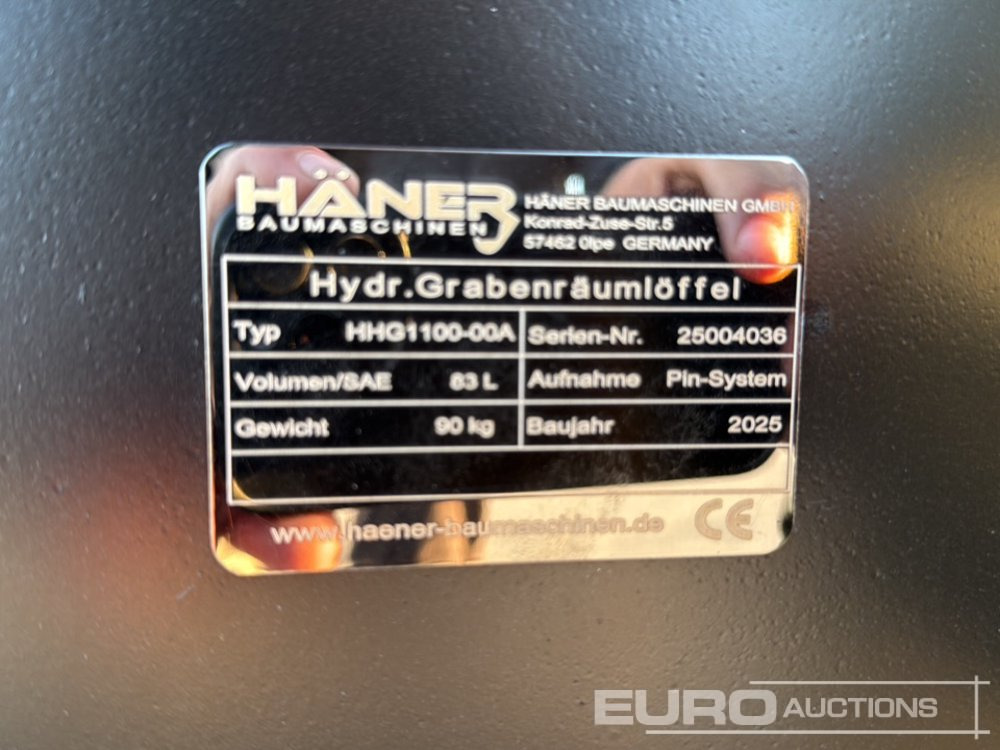 HÄNER
BAUMASCHINEN
HÄNER BAUMASCHINEN GMBH
Konrad-Zuse-Str.5
57462 Olpe GERMANY
Hydr.Grabenräumlöffel
Typ HHG1100-00A Serien-Nr. 25004036
Volumen/SAE 83 L Aufnahme Pin-System
Gewicht 90 kg Baujahr 2025
www.haener-baumaschinen.de CE
EURO AUCTIONS